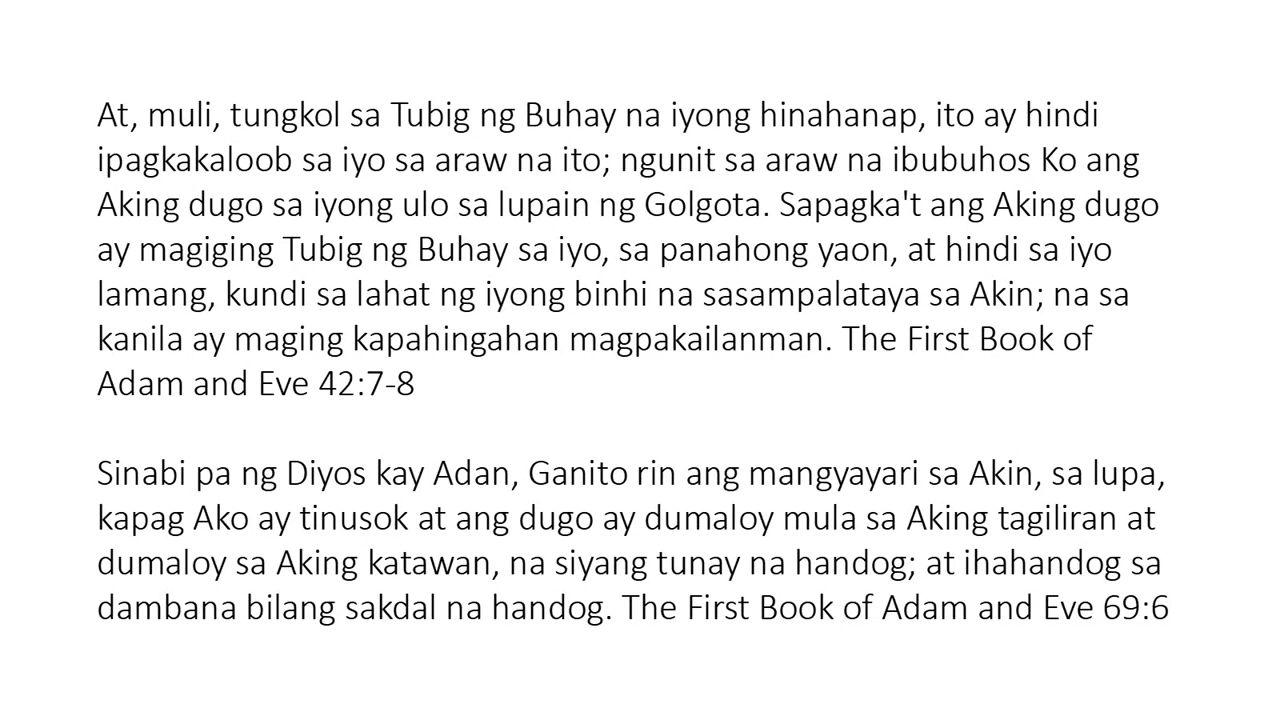 At, muli, tungkol sa Tubig ng Buhay na iyong hinahanap, ito ay hindi
ipagkakaloob sa iyo sa araw na ito; ngunit sa araw na ibubuhos Ko ang
Aking dugo sa iyong ulo sa lupain ng Golgota. Sapagka't ang Aking dugo
ay magiging Tubig ng Buhay sa iyo, sa panahong yaon, at hindi sa iyo
lamang, kundi sa lahat ng iyong binhi na sasampalataya sa Akin; na sa
kanila ay maging kapahingahan magpakailanman. The First Book of
Adam and Eve 42:7-8
Sinabi pa ng Diyos kay Adan, Ganito rin ang mangyayari sa Akin, sa lupa,
kapag Ako ay tinusok at ang dugo ay dumaloy mula sa Aking tagiliran at
dumaloy sa Aking katawan, na siyang tunay na handog; at ihahandog sa
dambana bilang sakdal na handog. The First Book of Adam and Eve 69:6